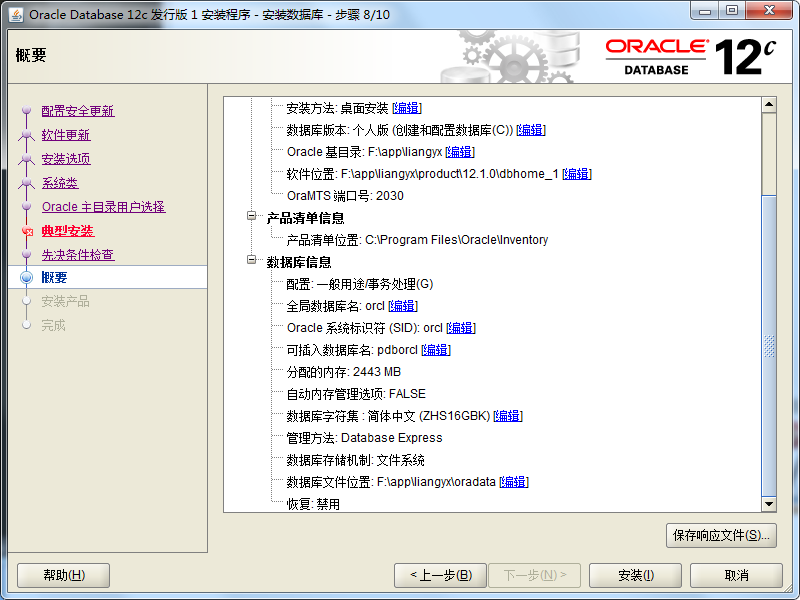 Oracle Database 12c 发行版 1 安装程序 - 安装数据库 - 步骤 8/10
概要
ORACLE® DATABASE 12c
配置安全更新
软件更新
安装选项
系统类
Oracle 主目录用户选择
典型安装
先决条件检查
概要
安装产品
完成
安装方法: 桌面安装 [编辑]
数据库版本: 个人版 (创建和配置数据库(C)) [编辑]
Oracle 基目录: F:\app\liangyx [编辑]
软件位置: F:\app\liangyx\product\12.1.0\dbhome_1 [编辑]
OraMTS 端口号: 2030
产品清单信息
产品清单位置: C:\Program Files\Oracle\Inventory
数据库信息
配置: 一般用途/事务处理(G)
全局数据库名: orcl [编辑]
Oracle 系统标识符 (SID): orcl [编辑]
可插入数据库名: pdborcl [编辑]
分配的内存: 2443 MB
自动内存管理选项: FALSE
数据库字符集 : 简体中文 (ZHS16GBK) [编辑]
管理方法: Database Express
数据库存储机制: 文件系统
数据库文件位置: F:\app\liangyx\oradata [编辑]
恢复: 禁用
保存响应文件(S)...
帮助(H)
< 上一步(B)
下一步(N) >
安装(I)
取消